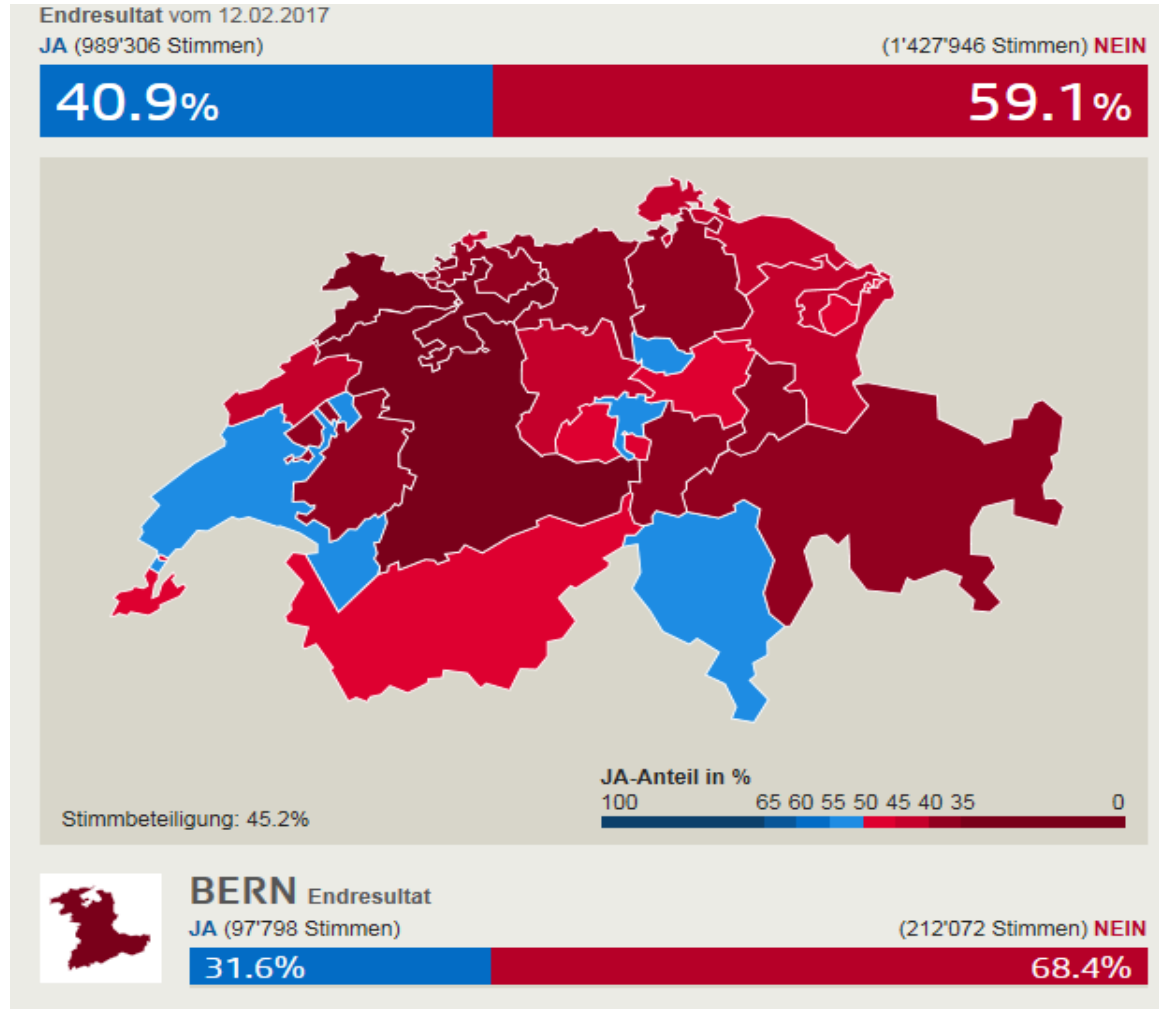 Endresultat vom 12.02.2017
JA (989'306 Stimmen) (1'427'946 Stimmen) NEIN
40.9% 59.1%
JA-Anteil in %
100 65 60 55 50 45 40 35 0
Stimmbeteiligung: 45.2%
BERN Endresultat
JA (97'798 Stimmen) (212'072 Stimmen) NEIN
31.6% 68.4%